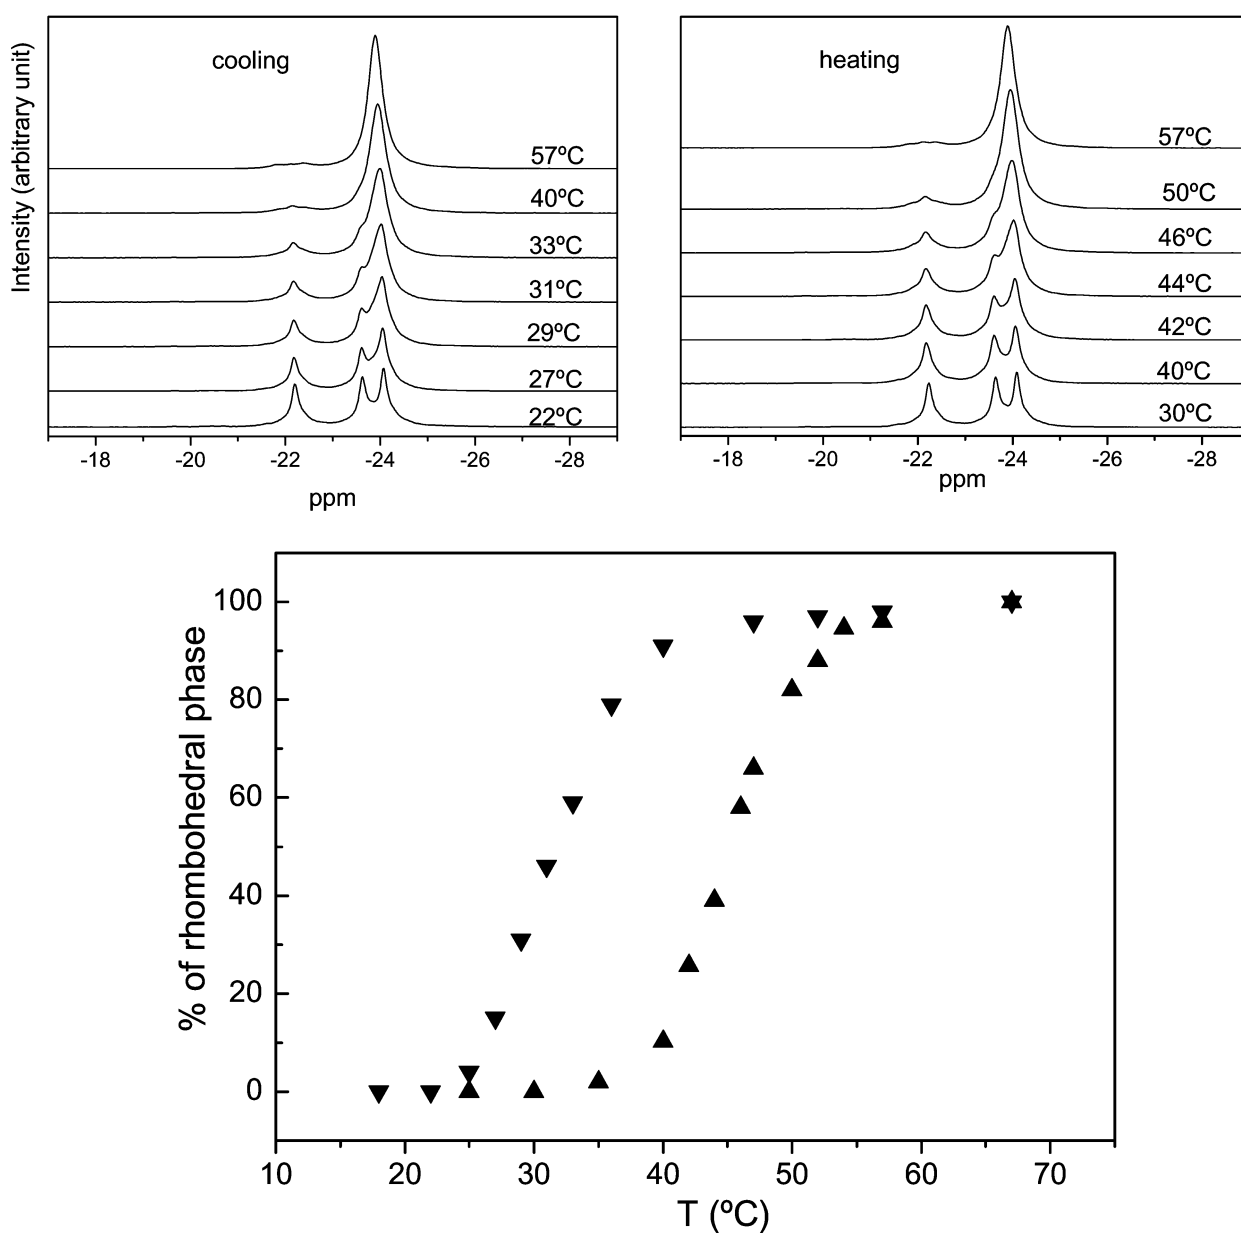 Intensity (arbitrary unit)
cooling
57ºC
40ºC
33ºC
31ºC
29ºC
27ºC
22ºC
-18 -20 -22 -24 -26 -28
ppm
heating
57ºC
50ºC
46ºC
44ºC
42ºC
40ºC
30ºC
-18 -20 -22 -24 -26 -28
ppm
% of rhombohedral phase
100
80
60
40
20
0
10 20 30 40 50 60 70
T (ºC)